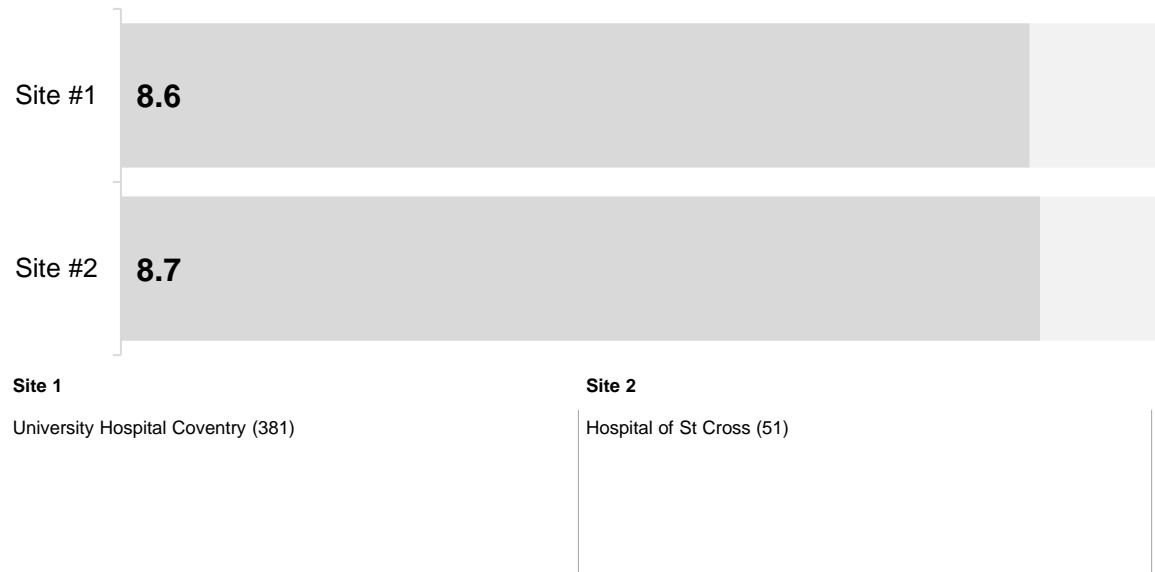 Site #1 8.6
Site #2 8.7
Site 1 Site 2
University Hospital Coventry (381) Hospital of St Cross (51)